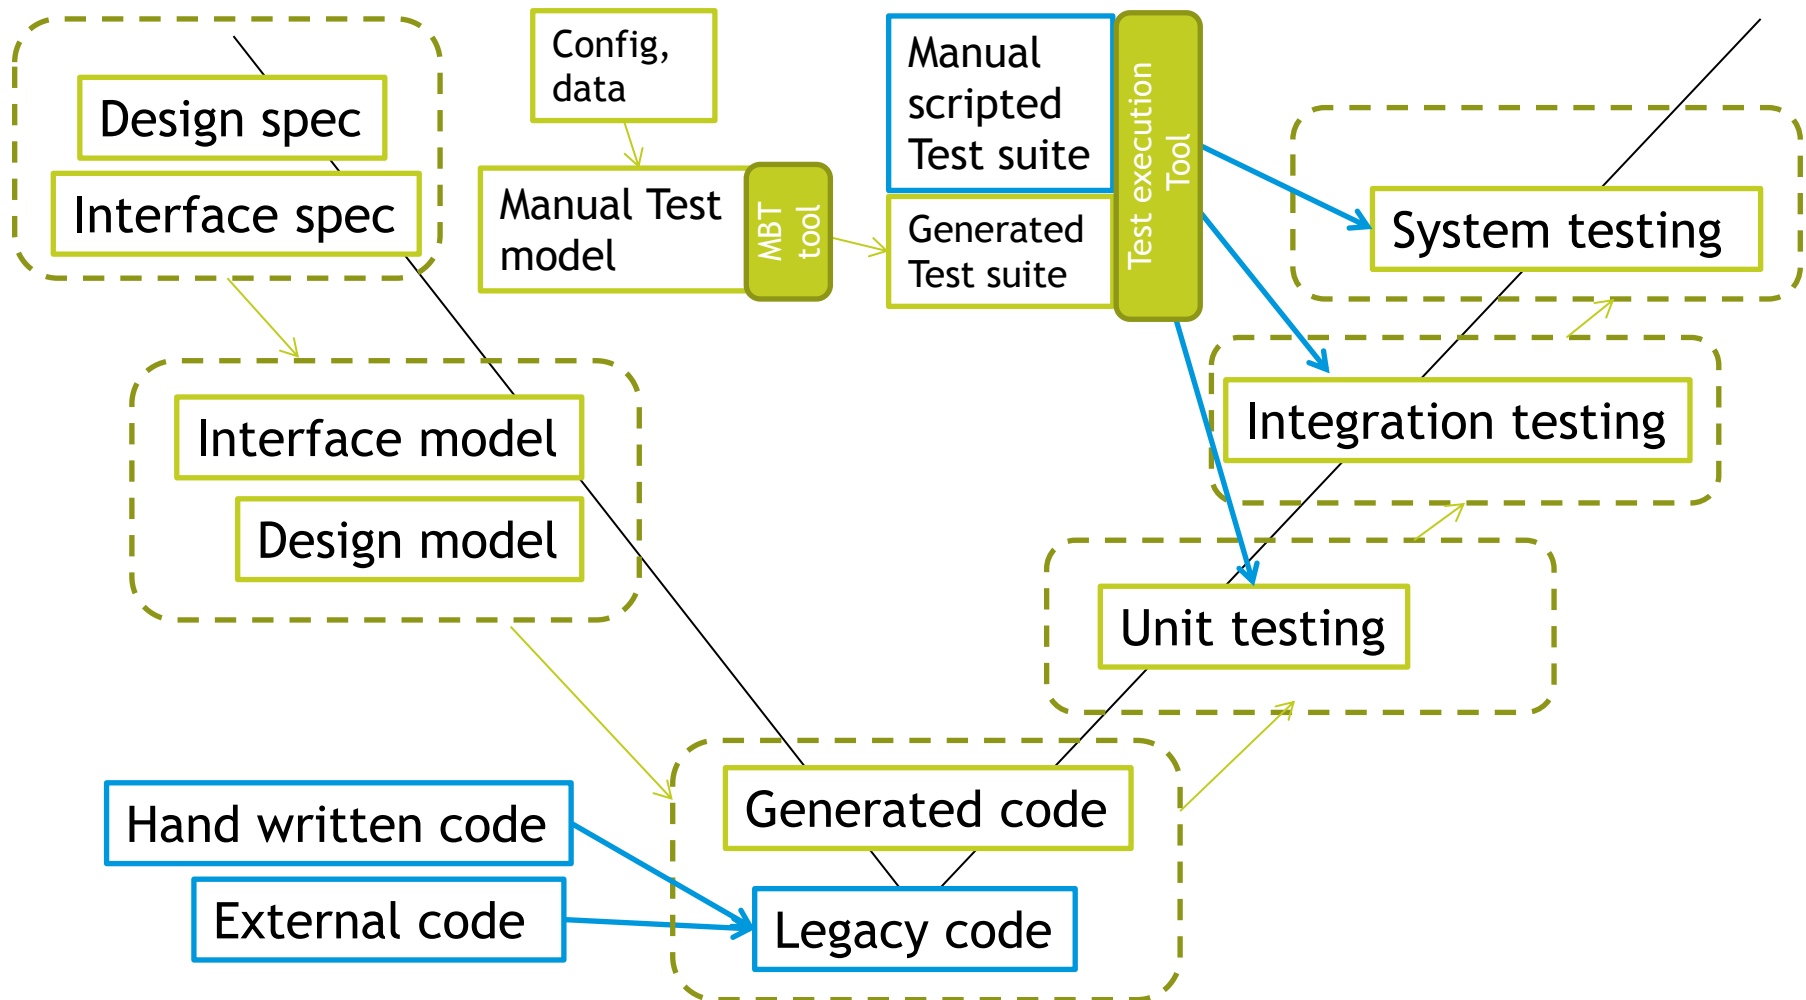 Design spec
Interface spec
Config,
data
Manual Test
model
MBT
tool
Manual
scripted
Test suite
Generated
Test suite
Test execution
Tool
System testing
Integration testing
Unit testing
Interface model
Design model
Generated code
Legacy code
Hand written code
External code